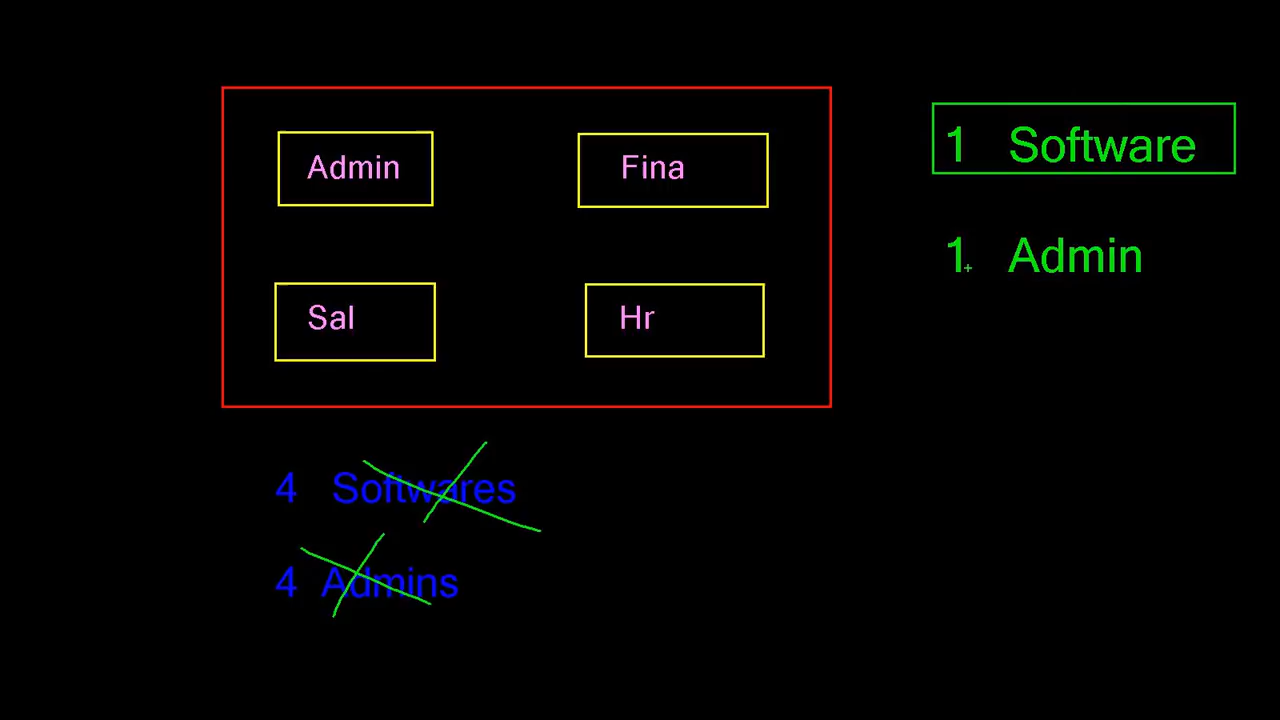 Admin Fina
Sal Hr
4 Softwares
4 Admins
1 Software
1 Admin